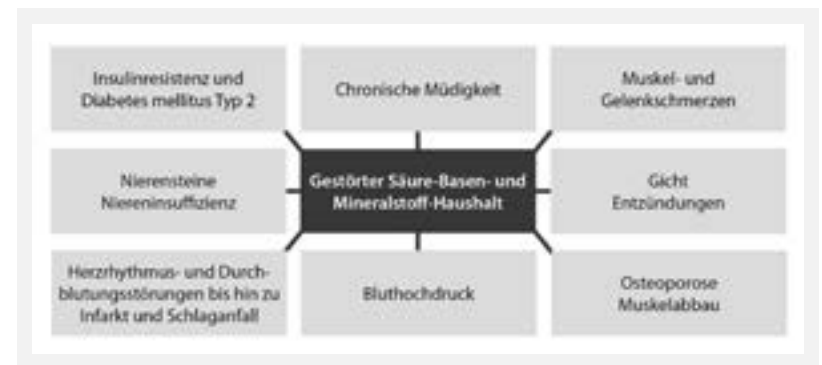 Insulinresistenz und
Diabetes mellitus Typ 2
Chronische Müdigkeit
Muskel- und
Gelenkschmerzen
Nierensteine
Niereninsuffizienz
Gestörter Säure-Basen- und
Mineralstoff-Haushalt
Gicht
Entzündungen
Herzrhythmus- und Durch-
blutungsstörungen bis hin zu
Infarkt und Schlaganfall
Bluthochdruck
Osteoporose
Muskelabbau